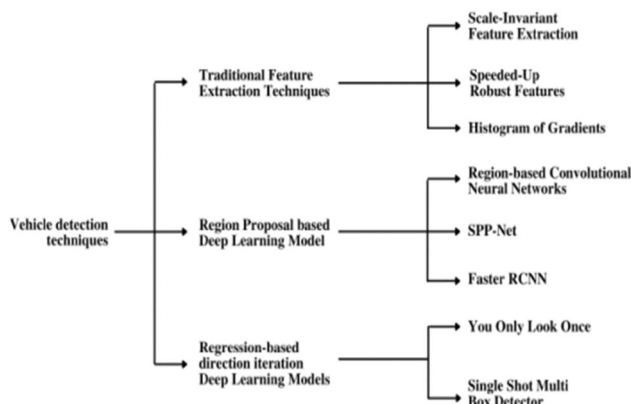 Scale-Invariant
Feature Extraction
Traditional Feature
Extraction Techniques
Speeded-Up
Robust Features
Histogram of Gradients
Region-based Convolutional
Neural Networks
Vehicle detection
techniques
Region Proposal based
Deep Learning Model
SPP-Net
Faster RCNN
You Only Look Once
Regression-based
direction iteration
Deep Learning Models
Single Shot Multi
Box Detector